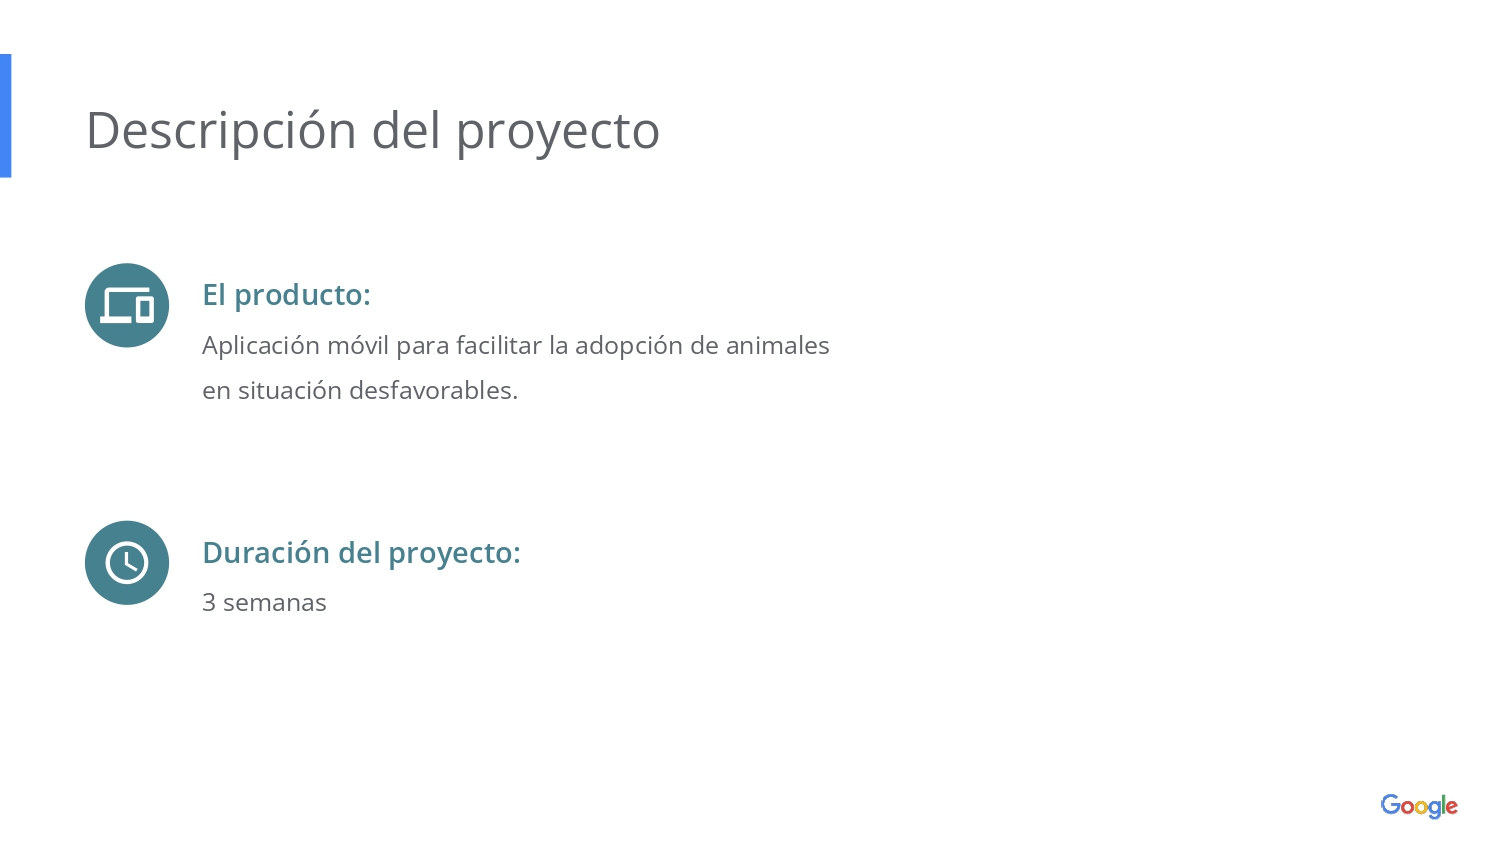 Descripción del proyecto
El producto:
Aplicación móvil para facilitar la adopción de animales
en situación desfavorables.
Duración del proyecto:
3 semanas
Google